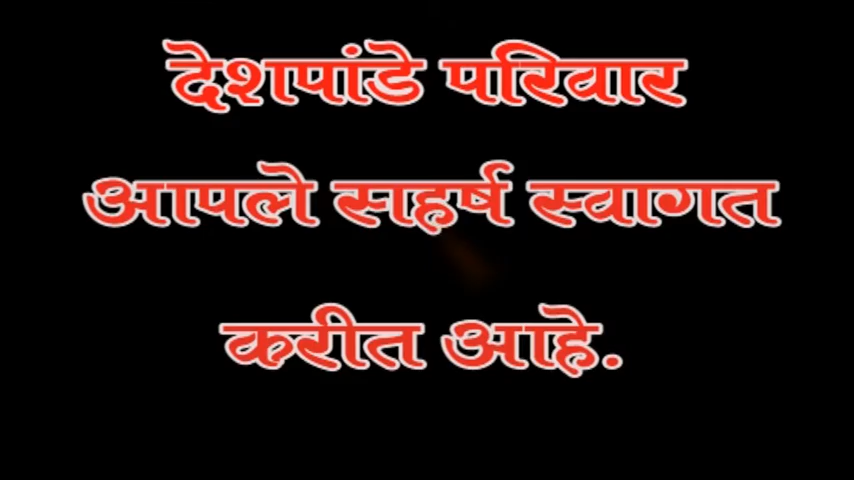 देशपांडे परिवार
आपले सहर्ष स्वागत
करीत आहे.